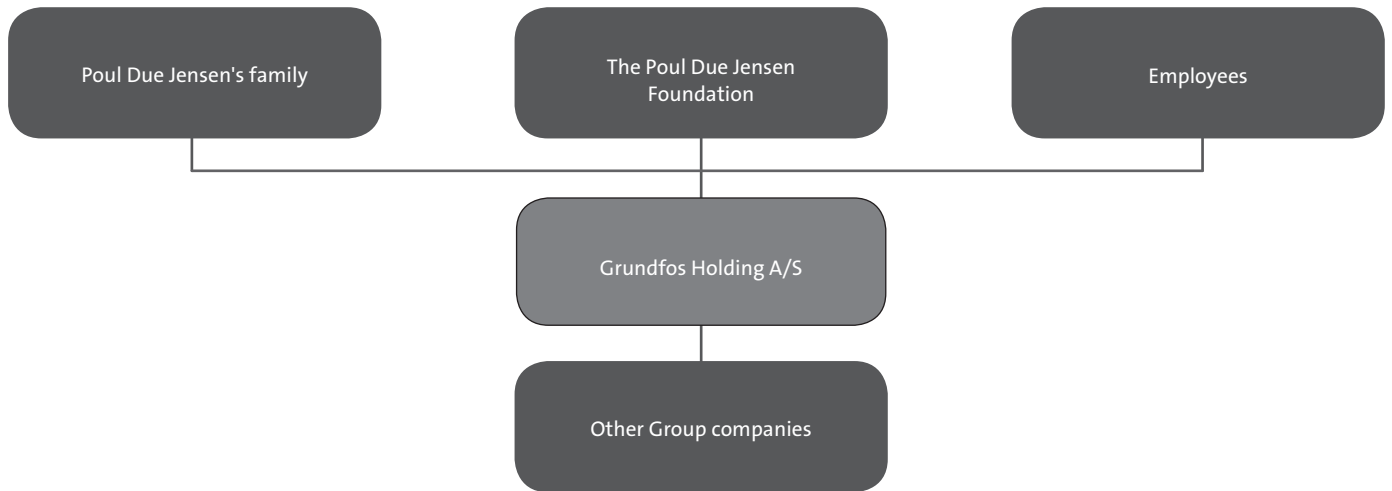 Poul Due Jensen's family
The Poul Due Jensen
Foundation
Employees
Grundfos Holding A/S
Other Group companies